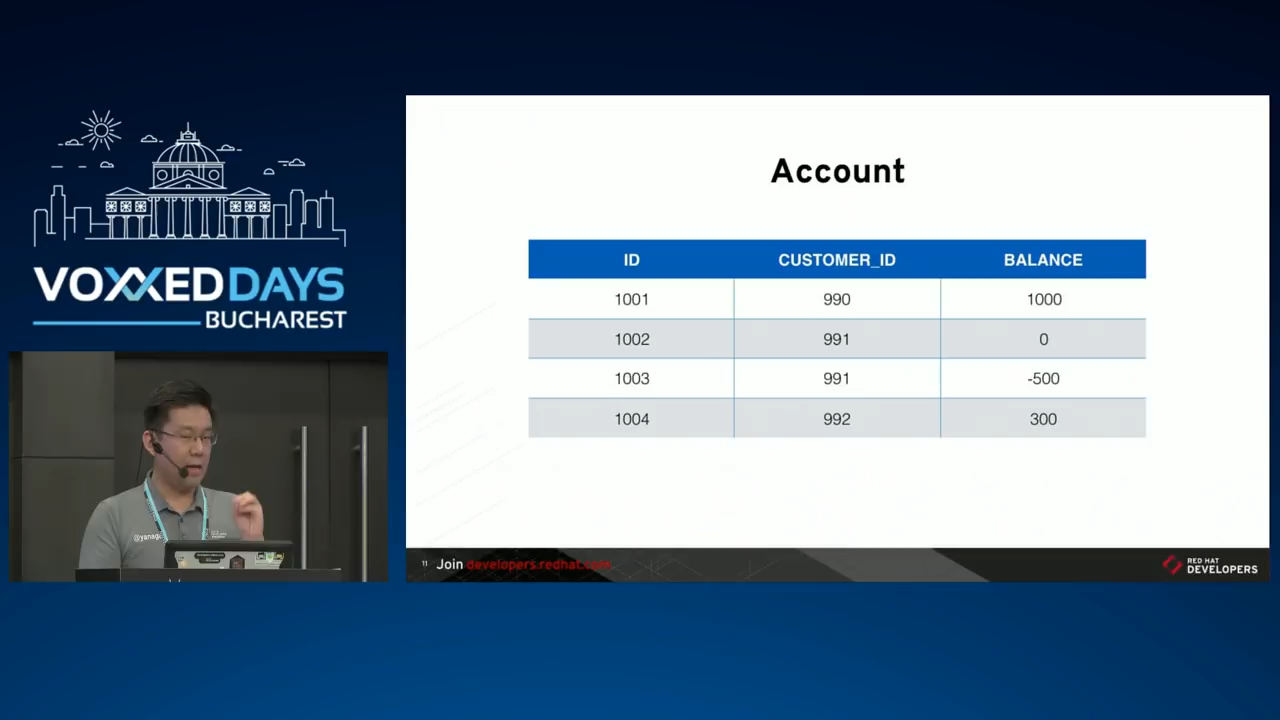 VOXXED DAYS
BUCHAREST
@yanaga
Account
ID CUSTOMER_ID BALANCE
1001 990 1000
1002 991 0
1003 991 -500
1004 992 300
11 Join developers.redhat.com
RED HAT
DEVELOPERS